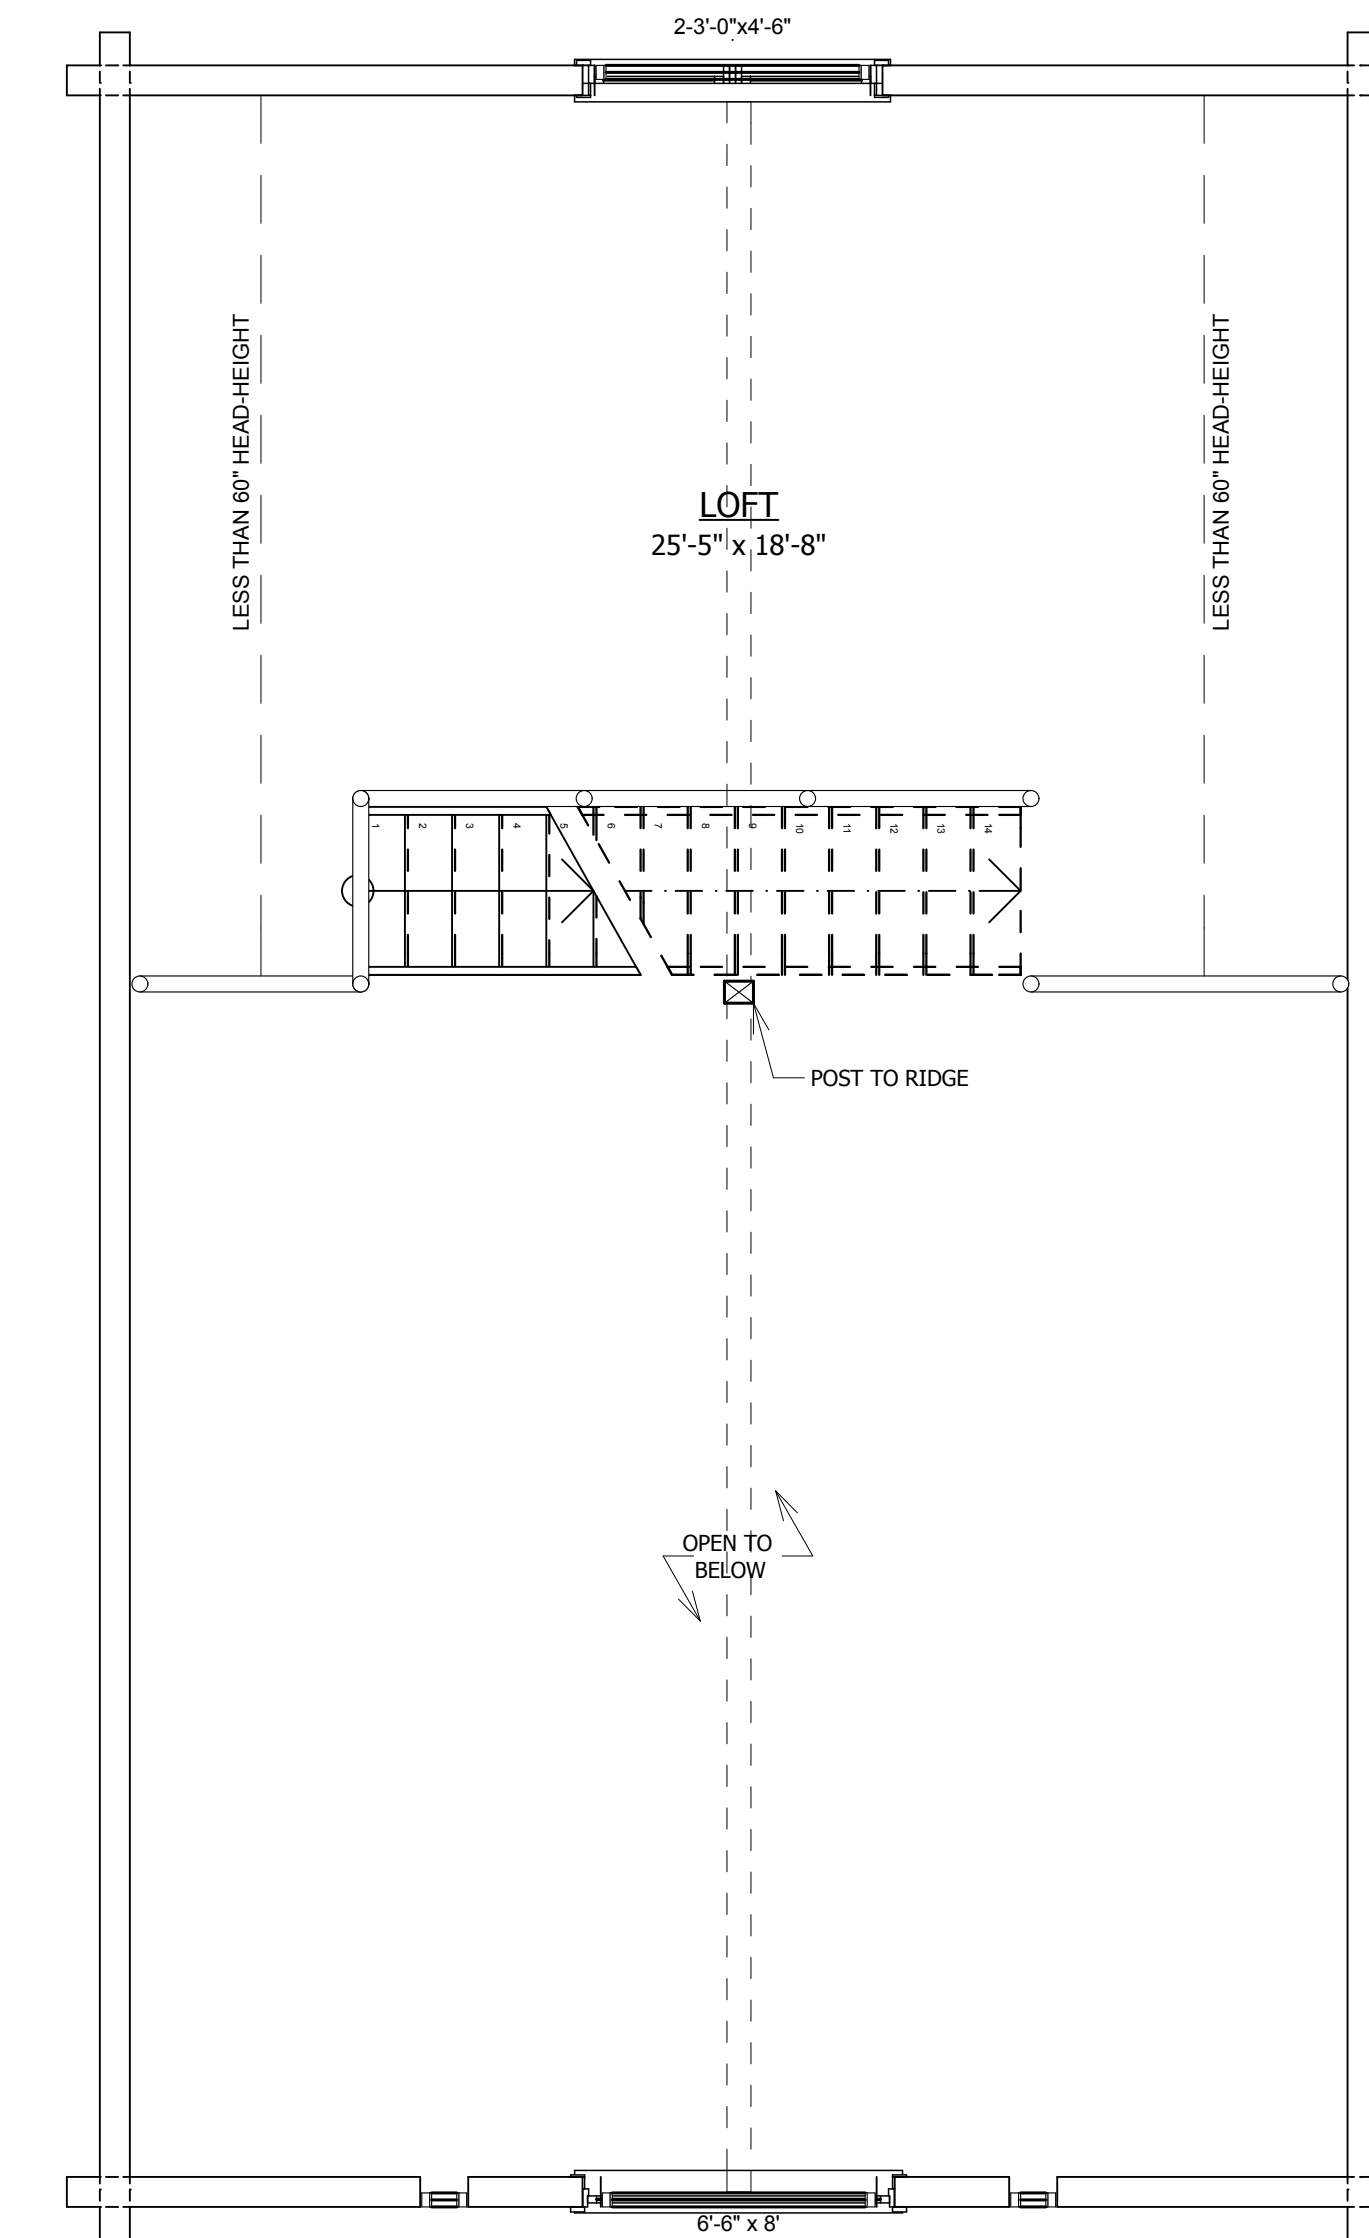 2-3'-0"x4'-6"
LESS THAN 60" HEAD-HEIGHT
LESS THAN 60" HEAD-HEIGHT
LOFT
25'-5" x 18'-8"
1 2 3 4 5 6 7 8 9 10 11 12 13 14
POST TO RIDGE
OPEN TO
BELOW
6'-6" x 8'